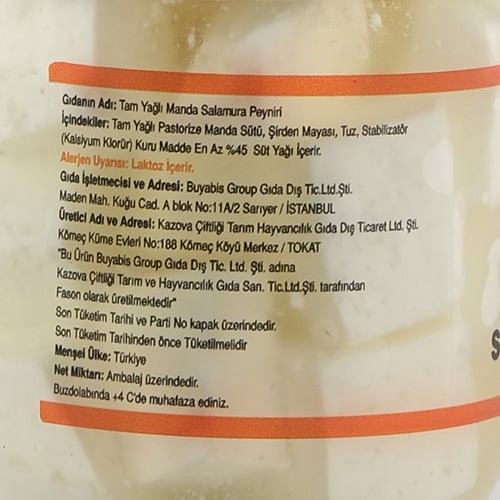 Gıdanın Adı: Tam Yağlı Manda Salamura Peyniri
İçindekiler: Tam Yağlı Pastorize Manda Sütü, Şirden Mayası, Tuz, Stabilizatör
(Kalsiyum Klorür) Kuru Madde En Az %45 Süt Yağı İçerir.
Alerjen Uyarısı: Laktoz İçerir.
Gıda İşletmecisi ve Adresi: Buyabis Group Gıda Dış Tic.Ltd.Şti.
Maden Mah. Kuğu Cad. A blok No:11A/2 Sarıyer / İSTANBUL
Üretici Adı ve Adresi: Kazova Çiftliği Tarım Hayvancılık Gıda Dış Ticaret Ltd. Şti.
Kömeç Küme Evleri No:188 Kömeç Köyü Merkez / TOKAT
"Bu Ürün Buyabis Group Gıda Dış Tic. Ltd. Şti. adına
Kazova Çiftliği Tarım ve Hayvancılık Gıda San. Tic.Ltd.Şti. tarafından
Fason olarak üretilmektedir"
Son Tüketim Tarihi ve Parti No kapak üzerindedir.
Son Tüketim Tarihinden önce Tüketilmelidir
Menşei Ülke: Türkiye
Net Miktarı: Ambalaj üzerindedir.
Buzdolabında +4 C'de muhafaza ediniz.
S